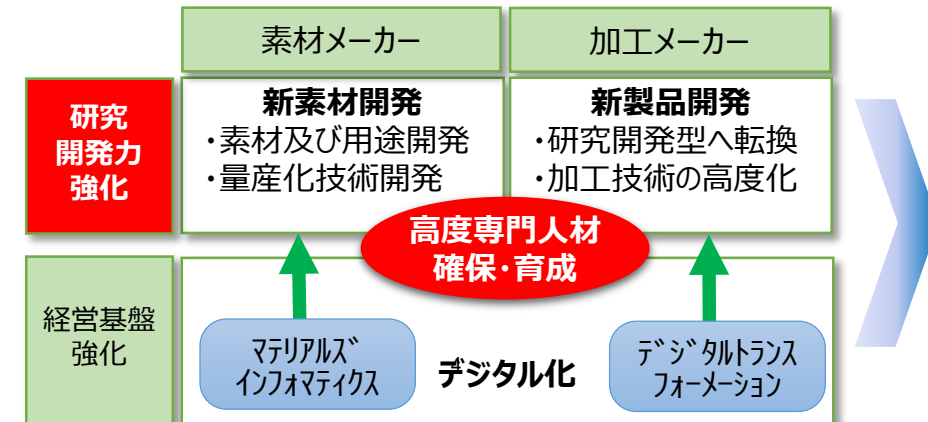 素材メーカー
加工メーカー
研究
開発力
強化
新素材開発
・素材及び用途開発
・量産化技術開発
新製品開発
・研究開発型へ転換
・加工技術の高度化
高度専門人材
確保・育成
経営基盤
強化
ﾏﾃﾘｱﾙｽﾞ
ｲﾝﾌｫﾏﾃｨｸｽ
デジタル化
ﾃﾞｼﾞﾀﾙﾄﾗﾝｽ
ﾌｫｰﾒｰｼｮﾝ